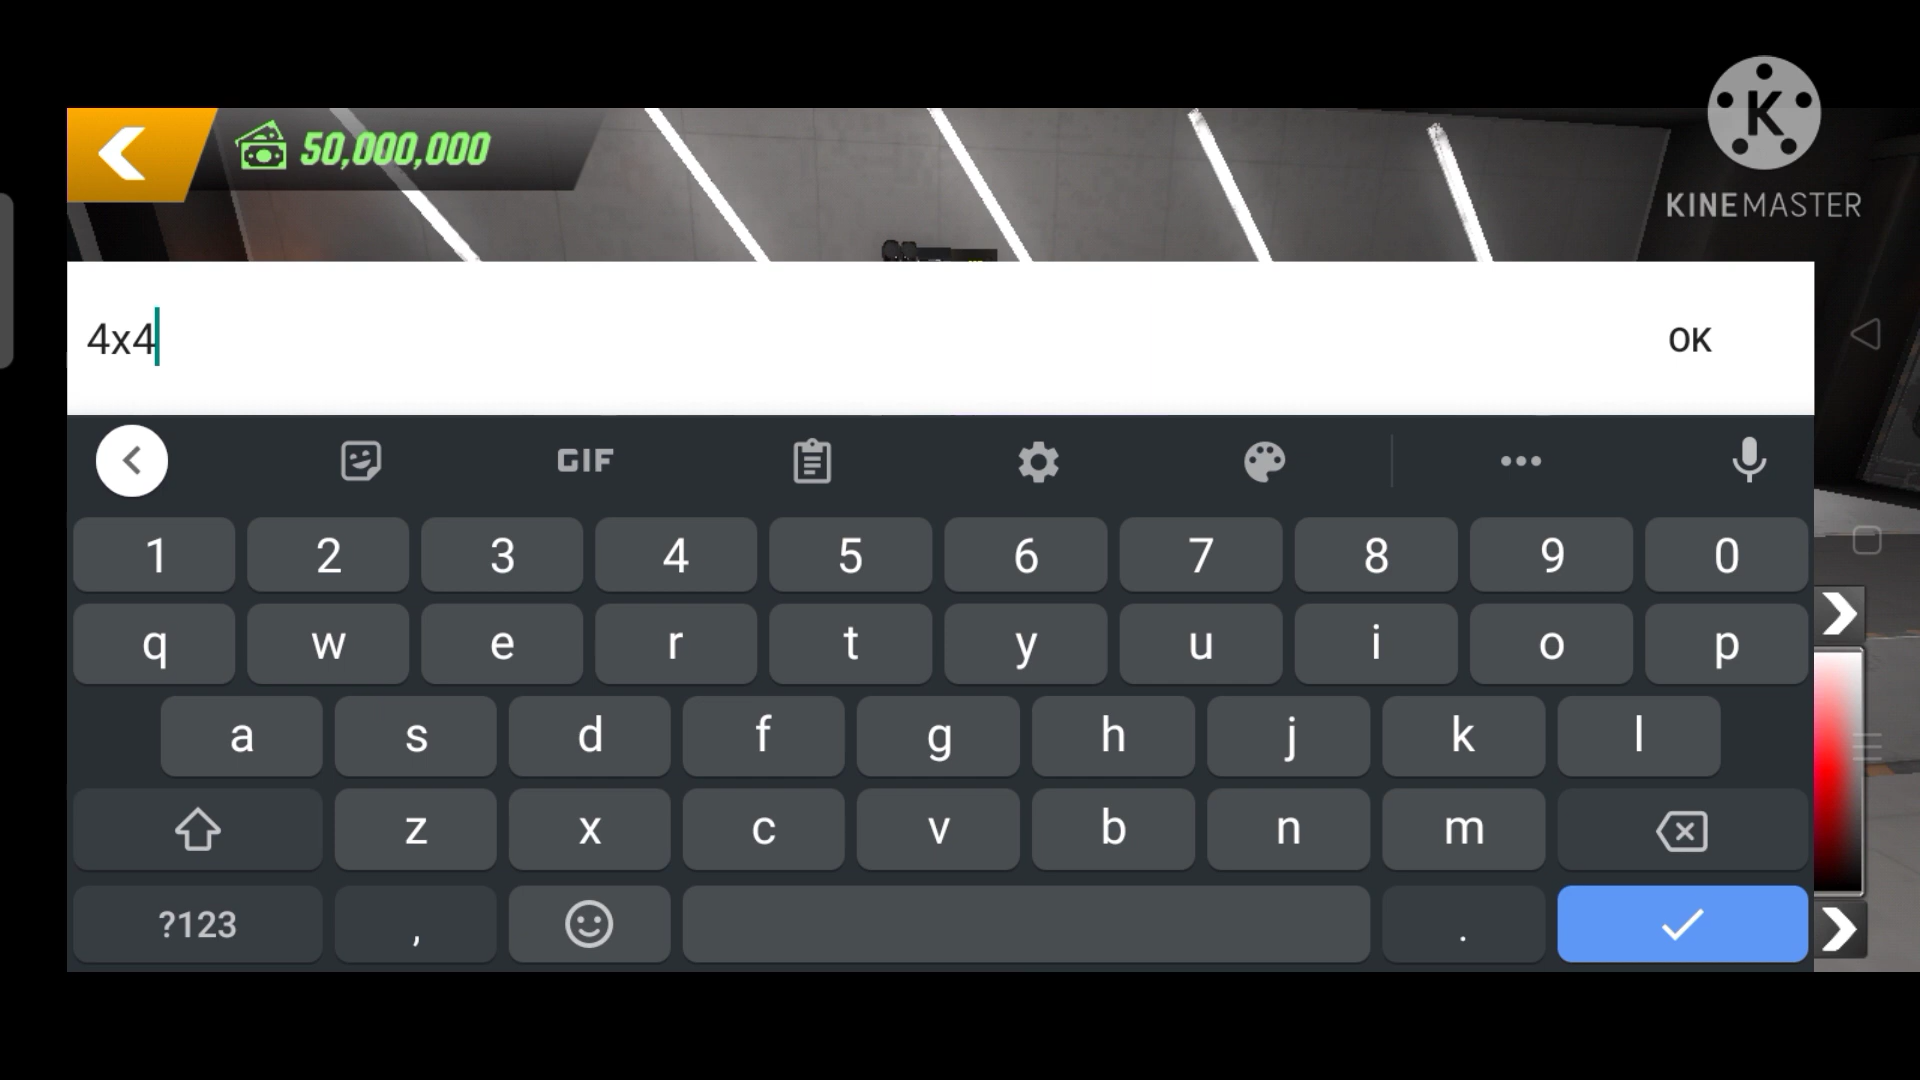 50,000,000
K
KINEMASTER
4x4
OK
GIF
1 2 3 4 5 6 7 8 9 0
q w e r t y u i o p
a s d f g h j k l
z x c v b n m
?123 , .